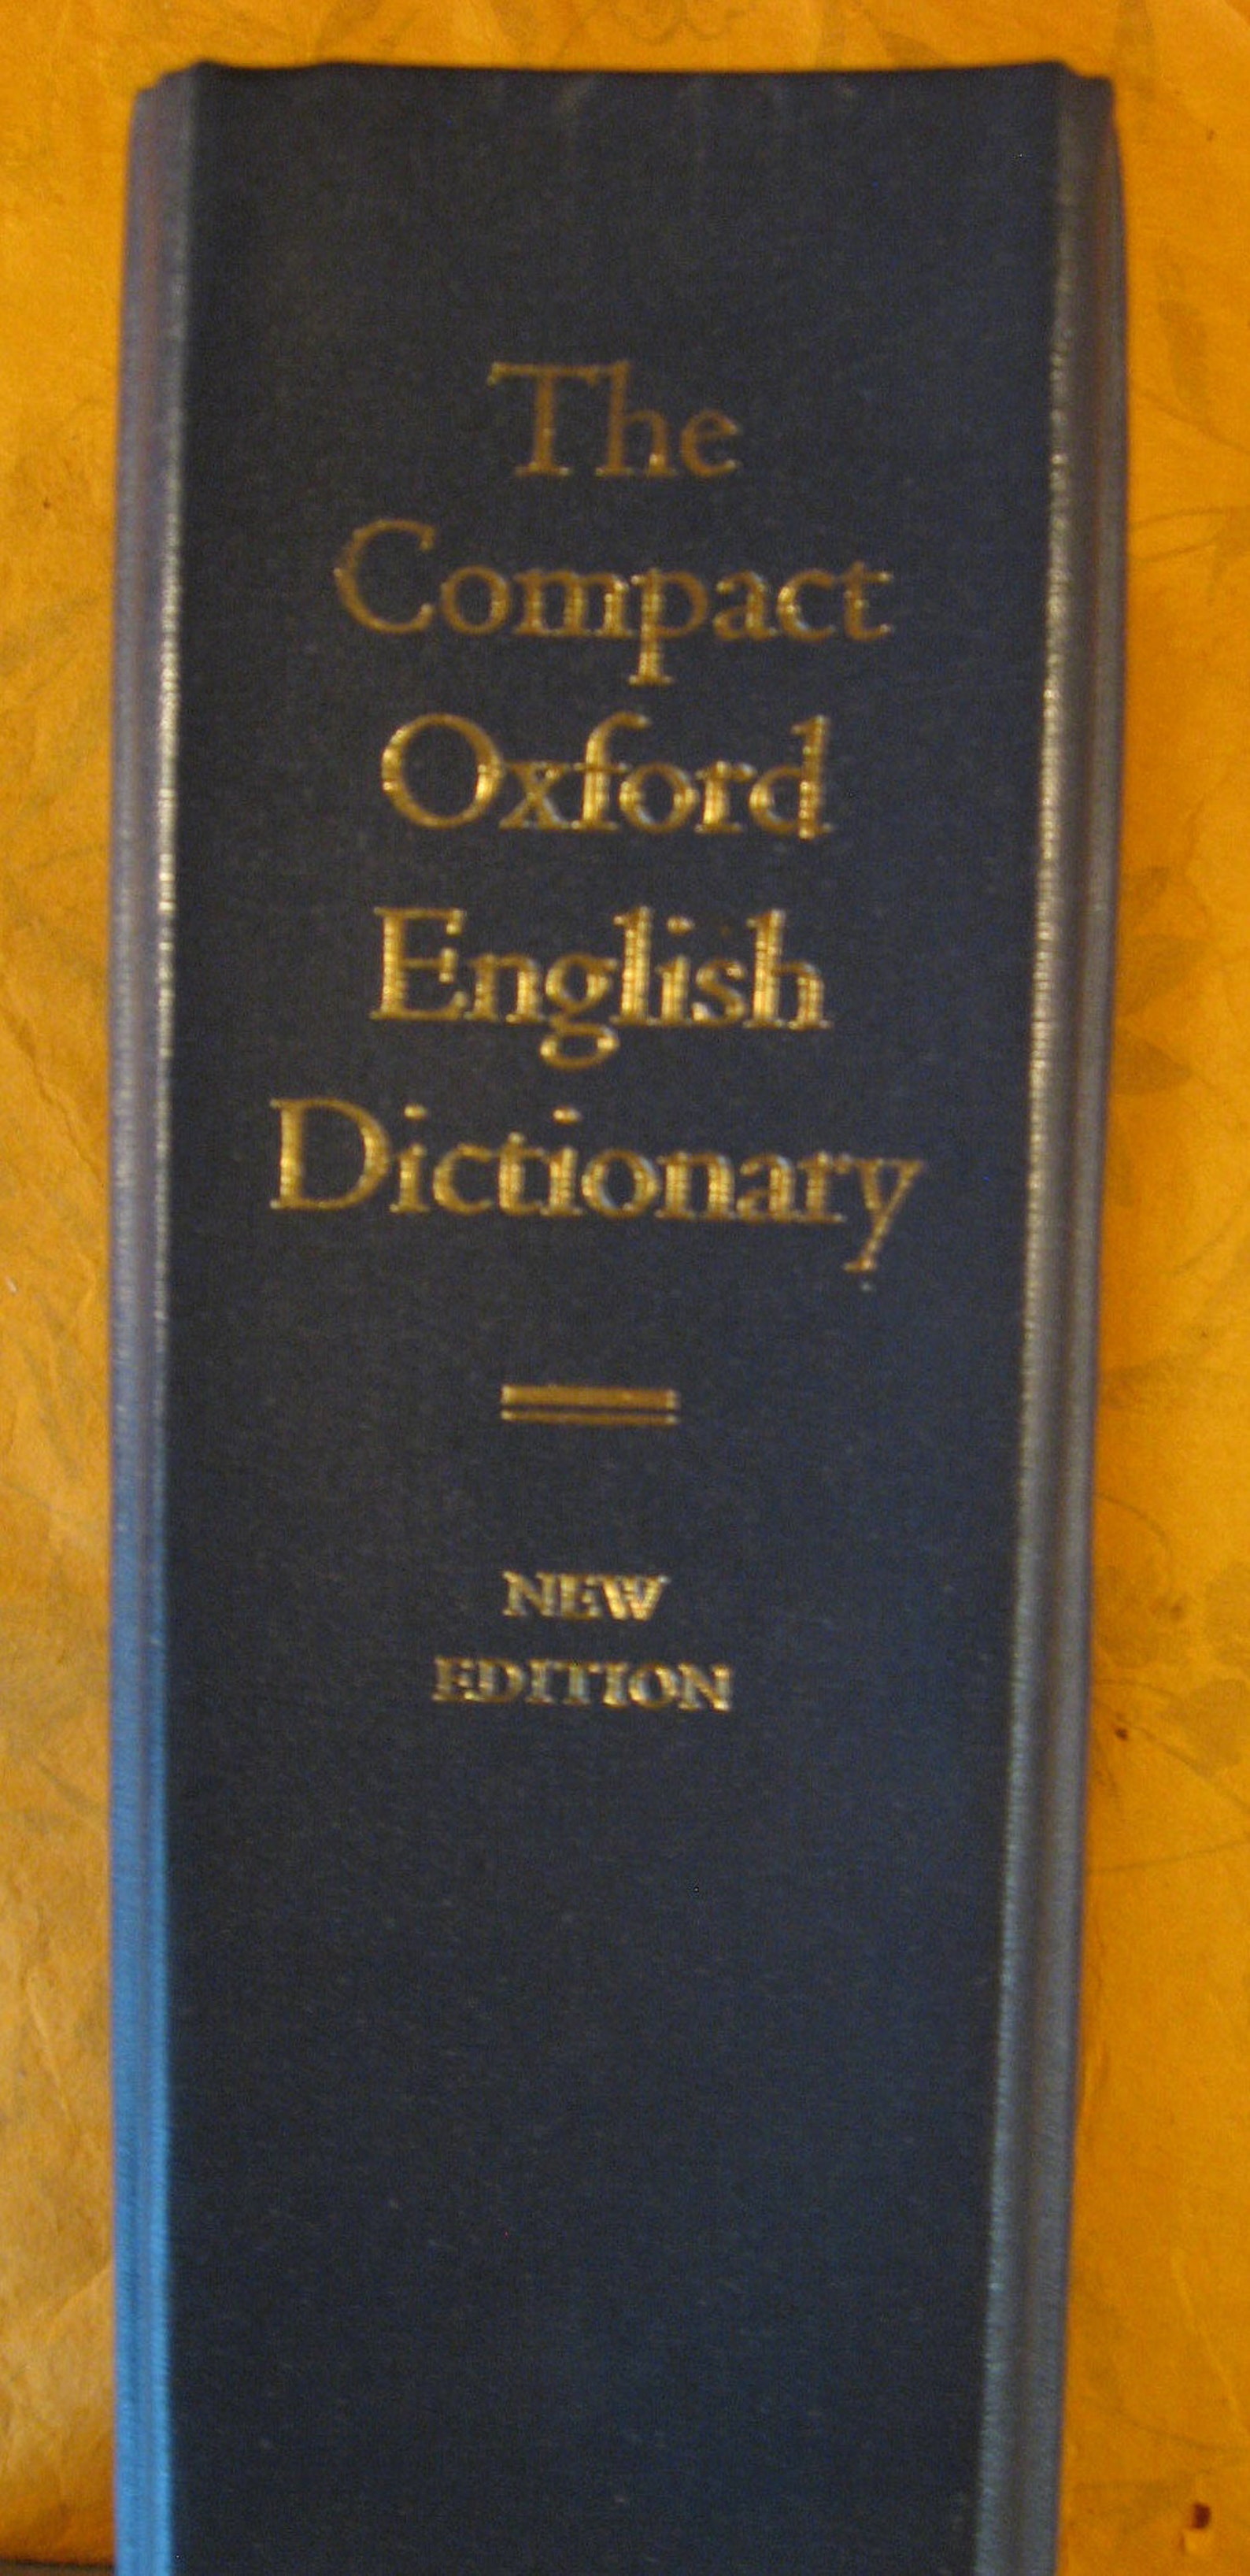 The
Compact
Oxford
English
Dictionary
NEW
EDITION